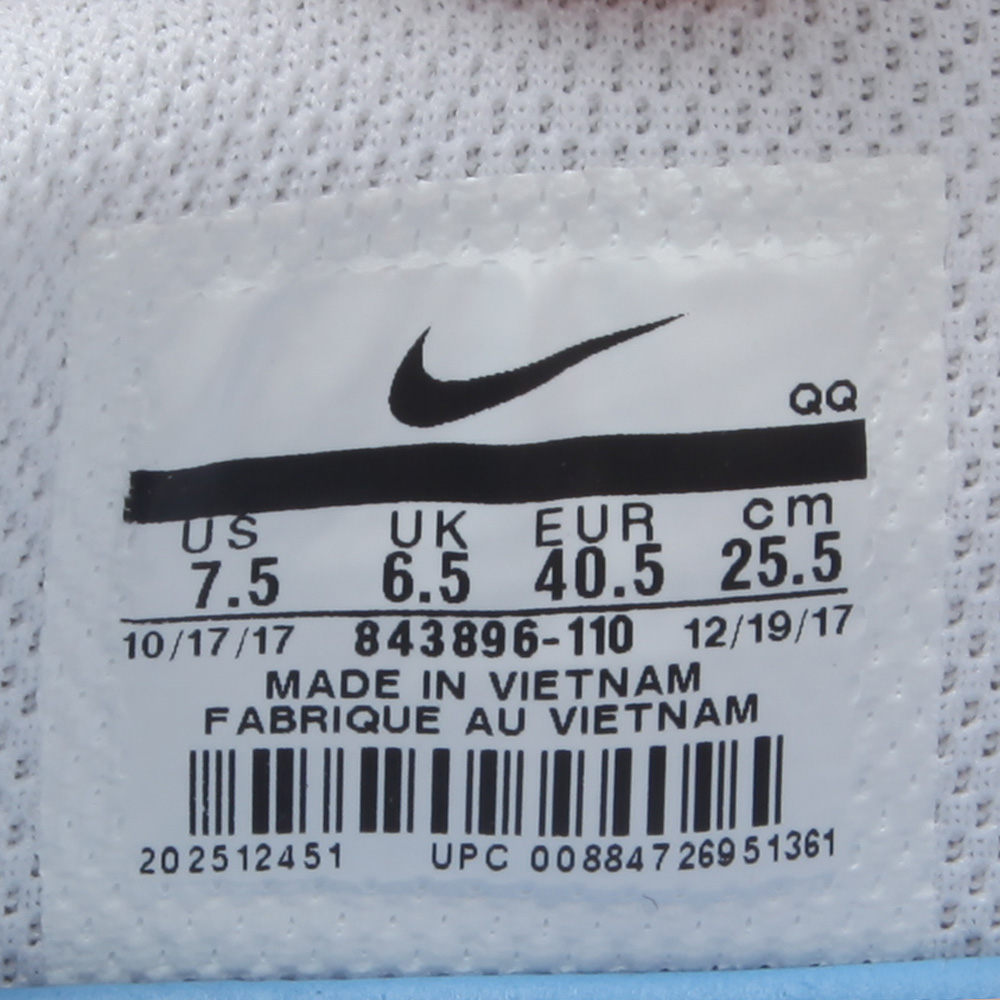 QQ
US UK EUR cm
7.5 6.5 40.5 25.5
10/17/17 843896-110 12/19/17
MADE IN VIETNAM
FABRIQUE AU VIETNAM
202512451 UPC 00884726951361